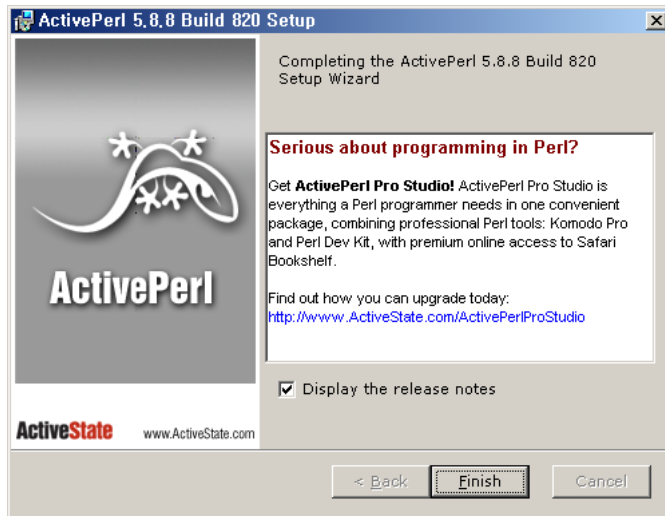 ActivePerl 5.8.8 Build 820 Setup
Completing the ActivePerl 5.8.8 Build 820
Setup Wizard
Serious about programming in Perl?
Get ActivePerl Pro Studio! ActivePerl Pro Studio is
everything a Perl programmer needs in one convenient
package, combining professional Perl tools: Komodo Pro
and Perl Dev Kit, with premium online access to Safari
Bookshelf.
Find out how you can upgrade today:
http://www.ActiveState.com/ActivePerlProStudio
ActivePerl
Display the release notes
ActiveState www.ActiveState.com
< Back Finish Cancel